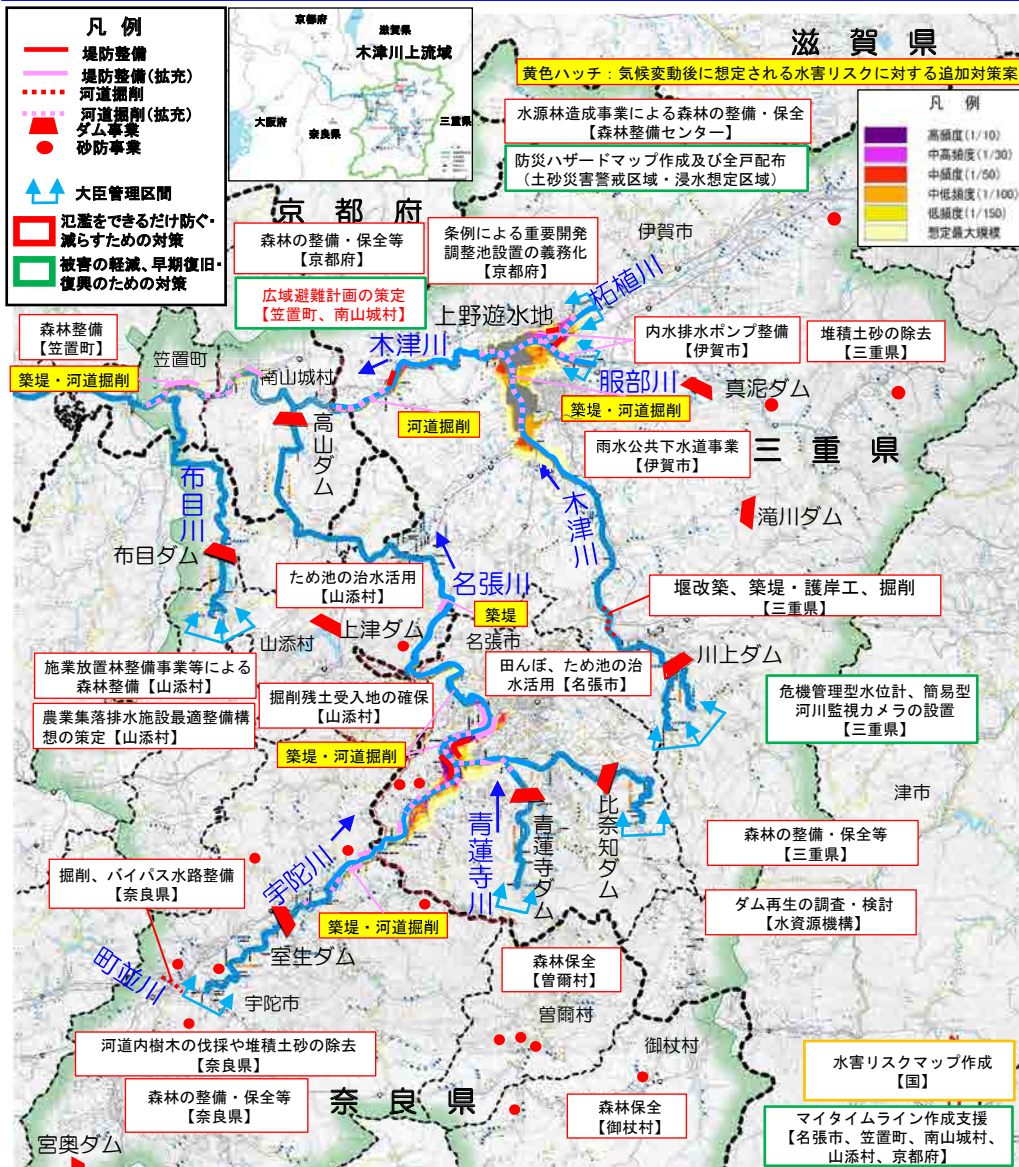 凡 例
堤防整備
堤防整備(拡充)
河道掘削
河道掘削(拡充)
ダム事業
砂防事業
大臣管理区間
氾濫をできるだけ防ぐ・
減らすための対策
被害の軽減、早期復旧・
復興のための対策
京都府
滋賀県
木津川上流域
大阪府
奈良県
三重県
滋賀県
黄色ハッチ：気候変動後に想定される水害リスクに対する追加対策案
水源林造成事業による森林の整備・保全
【森林整備センター】
防災ハザードマップ作成及び全戸配布
（土砂災害警戒区域・浸水想定区域）
凡 例
高頻度(1/10)
中高頻度(1/30)
中頻度(1/50)
中低頻度(1/100)
低頻度(1/150)
想定最大規模
京都府
森林の整備・保全等
【京都府】
条例による重要開発
調整池設置の義務化
【京都府】
伊賀市
広域避難計画の策定
【笠置町、南山城村】
上野遊水地
柘植川
森林整備
【笠置町】
笠置町
木津川
内水排水ポンプ整備
【伊賀市】
堆積土砂の除去
【三重県】
築堤・河道掘削
南山城村
服部川
真泥ダム
高山ダム
河道掘削
築堤・河道掘削
雨水公共下水道事業
【伊賀市】
三重県
布目川
木津川
滝川ダム
布目ダム
名張川
ため池の治水活用
【山添村】
堰改築、築堤・護岸工、掘削
【三重県】
築堤
山添村
上津ダム
名張市
川上ダム
施業放置林整備事業等による
森林整備【山添村】
田んぼ、ため池の治
水活用【名張市】
掘削残土受入地の確保
【山添村】
危機管理型水位計、簡易型
河川監視カメラの設置
【三重県】
農業集落排水施設最適整備構
想の策定【山添村】
築堤・河道掘削
津市
青蓮寺川
青蓮寺ダム
比奈知ダム
森林の整備・保全等
【三重県】
掘削、バイパス水路整備
【奈良県】
宇陀川
ダム再生の調査・検討
【水資源機構】
築堤・河道掘削
室生ダム
町並川
森林保全
【曽爾村】
宇陀市
曽爾村
河道内樹木の伐採や堆積土砂の除去
【奈良県】
御杖村
水害リスクマップ作成
【国】
森林の整備・保全等
【奈良県】
奈良県
森林保全
【御杖村】
マイタイムライン作成支援
【名張市、笠置町、南山城村、
山添村、京都府】
宮奥ダム